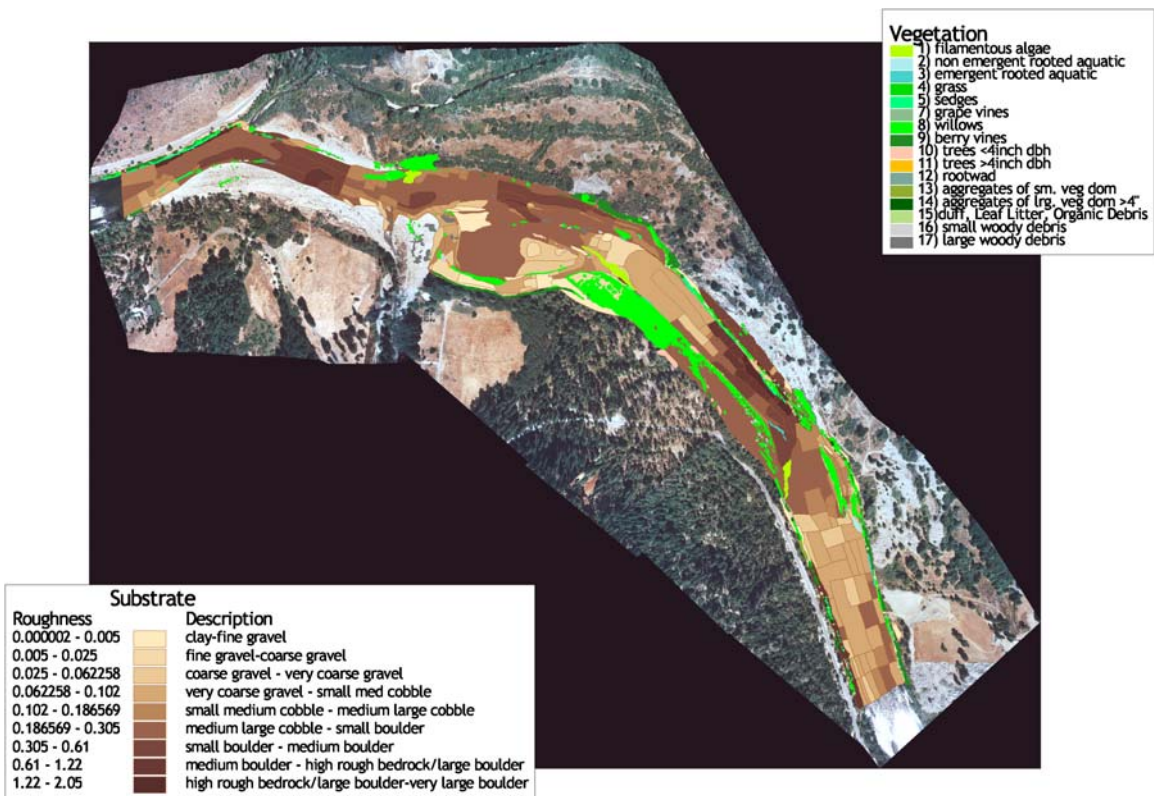 Vegetation
1) filamentous algae
2) non emergent rooted aquatic
3) emergent rooted aquatic
4) grass
5) sedges
7) grape vines
8) willows
9) berry vines
10) trees <4inch dbh
11) trees >4inch dbh
12) rootwad
13) aggregates of sm. veg dom
14) aggregates of lrg. veg dom >4"
15)duff, Leaf Litter, Organic Debris
16) small woody debris
17) large woody debris
Substrate
Roughness Description
0.000002 - 0.005 clay-fine gravel
0.005 - 0.025 fine gravel-coarse gravel
0.025 - 0.062258 coarse gravel - very coarse gravel
0.062258 - 0.102 very coarse gravel - small med cobble
0.102 - 0.186569 small medium cobble - medium large cobble
0.186569 - 0.305 medium large cobble - small boulder
0.305 - 0.61 small boulder - medium boulder
0.61 - 1.22 medium boulder - high rough bedrock/large boulder
1.22 - 2.05 high rough bedrock/large boulder-very large boulder